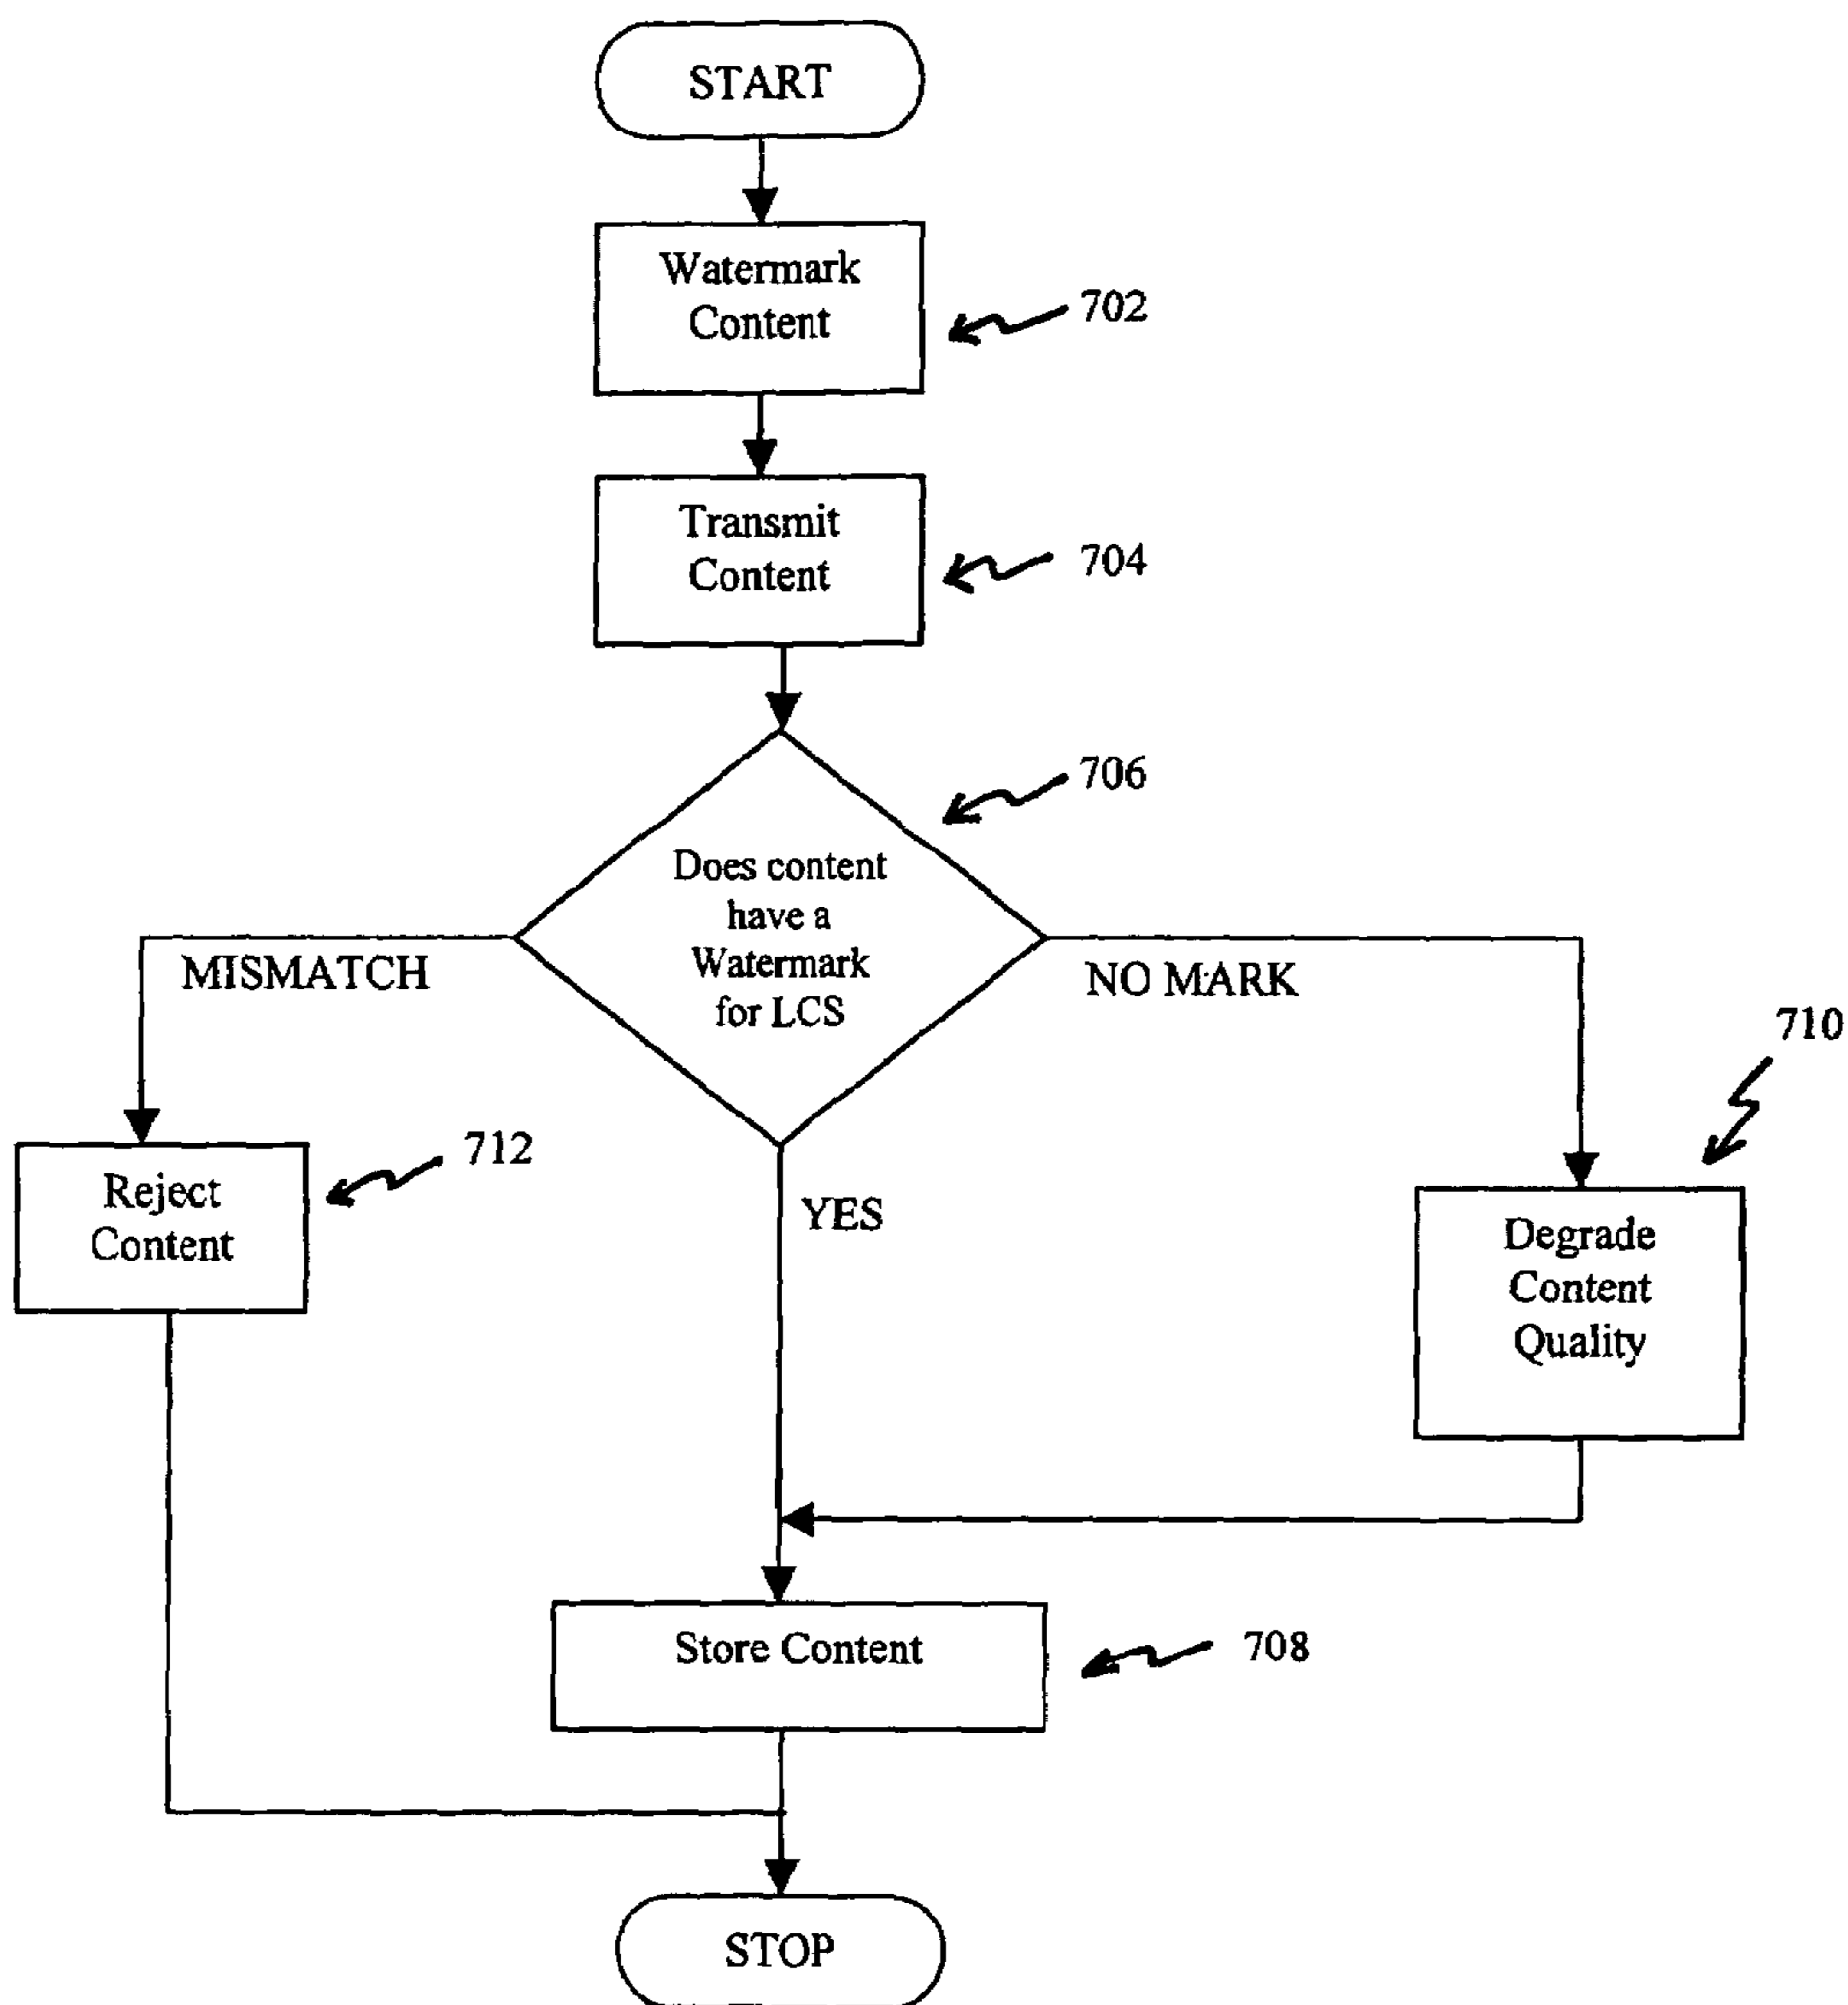 START
Watermark
Content
702
Transmit
Content
704
706
Does content
have a
Watermark
for LCS
MISMATCH
NO MARK
710
712
Reject
Content
YES
Degrade
Content
Quality
Store Content
708
STOP